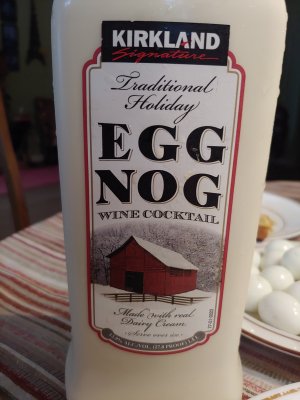 KIRKLAND
Signature
Traditional
Holiday
EGG
NOG
WINE COCKTAIL
Made with real
Dairy Cream